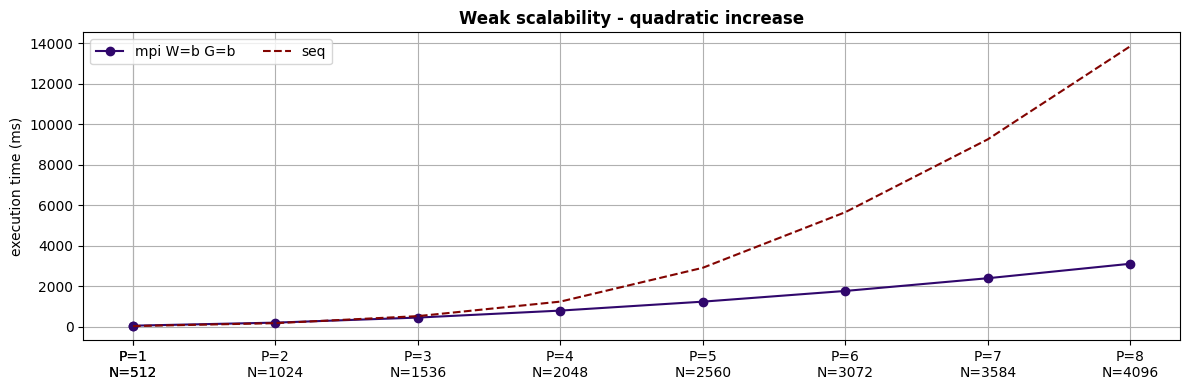 Weak scalability - quadratic increase
mpi W=b G=b
seq
execution time (ms)
14000
12000
10000
8000
6000
4000
2000
0
P=1 P=2 P=3 P=4 P=5 P=6 P=7 P=8
N=512 N=1024 N=1536 N=2048 N=2560 N=3072 N=3584 N=4096